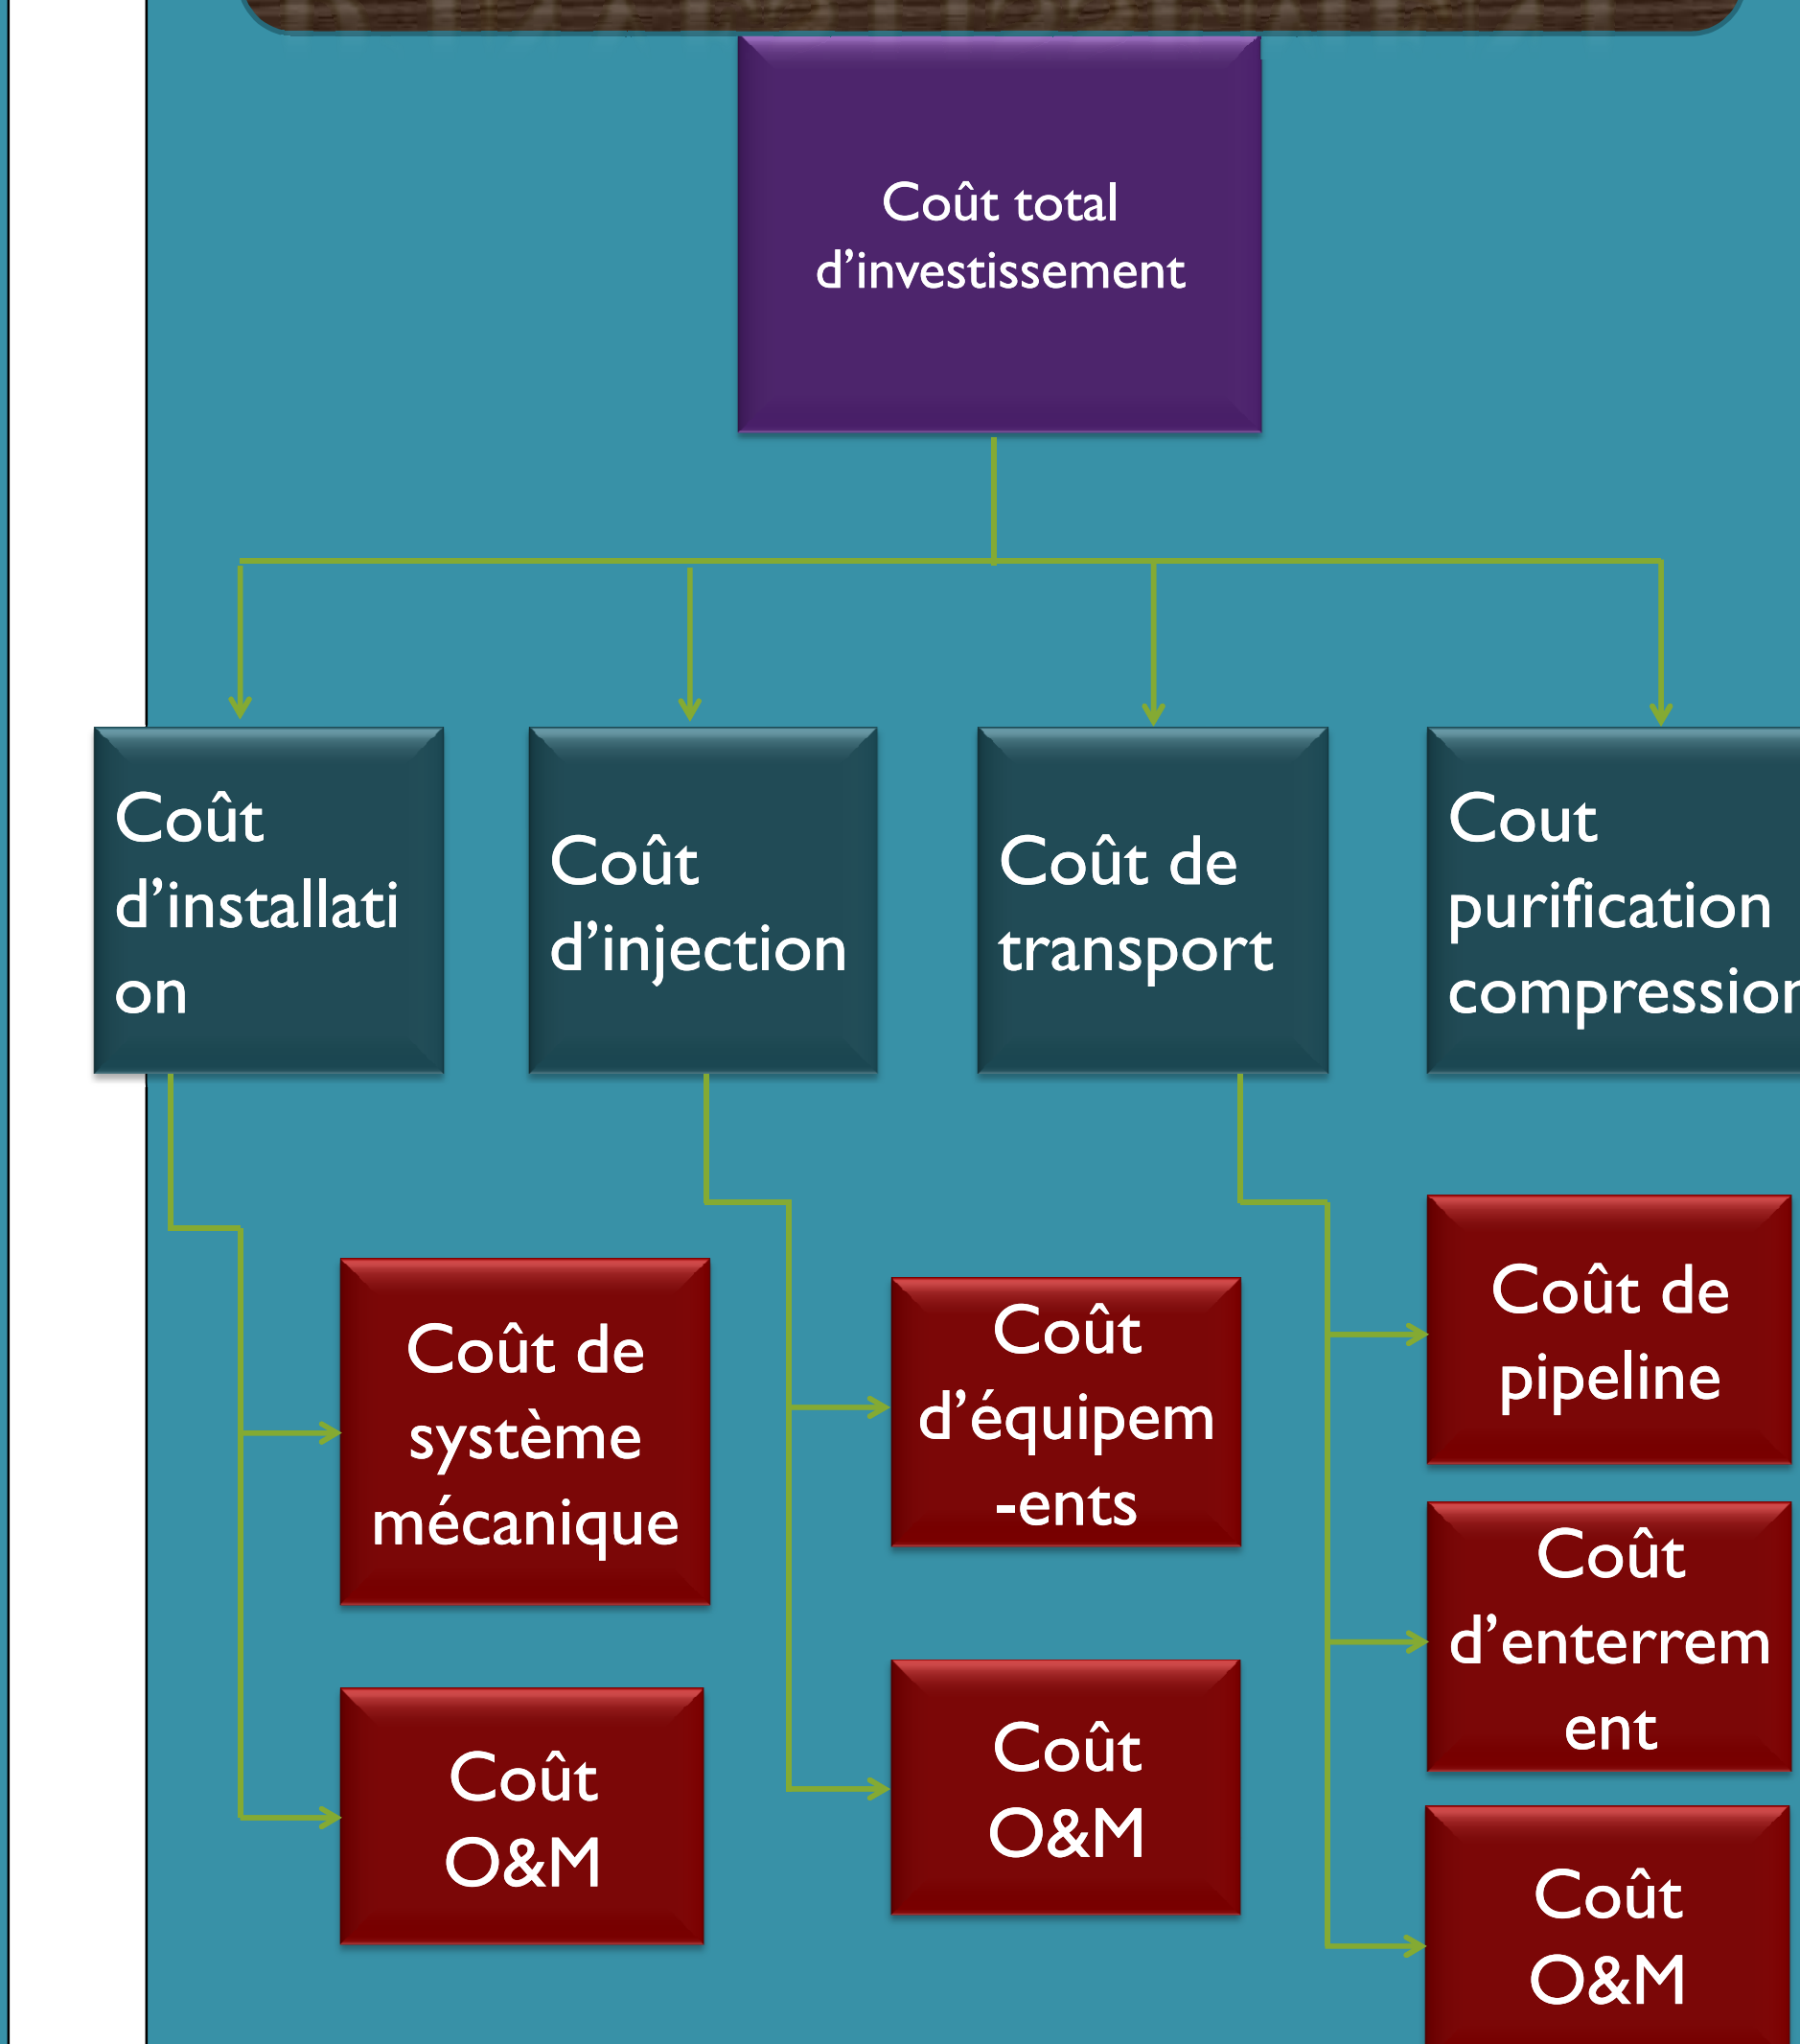 Coût total
d’investissement
Coût
d’installati
on
Coût
d’injection
Coût de
transport
Cout
purification
compression
Coût de
système
mécanique
Coût
O&M
Coût
d’équipem
-ents
Coût
O&M
Coût de
pipeline
Coût
d’enterrem
ent
Coût
O&M